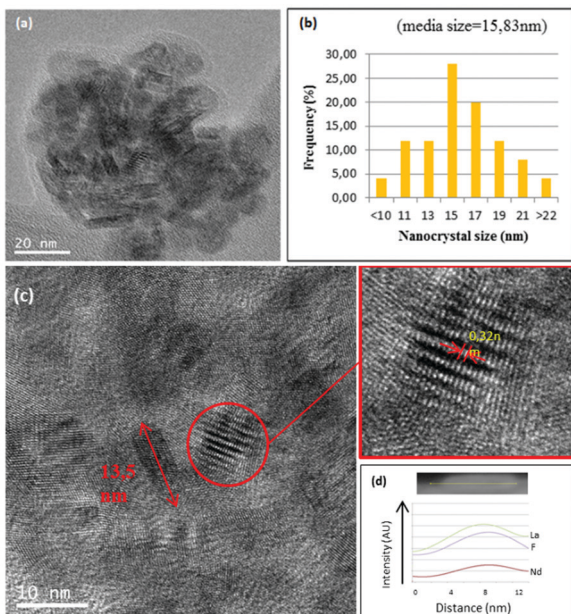 (a)
20 nm
(b)
(media size=15,83nm)
Frequency (%)
30,00
25,00
20,00
15,00
10,00
5,00
0,00
<10 11 13 15 17 19 21 >22
Nanocrystal size (nm)
(c)
13,5
nm
10 nm
0,32n
m
(d)
Intensity (AU)
La
F
Nd
0 4 8 12
Distance (nm)